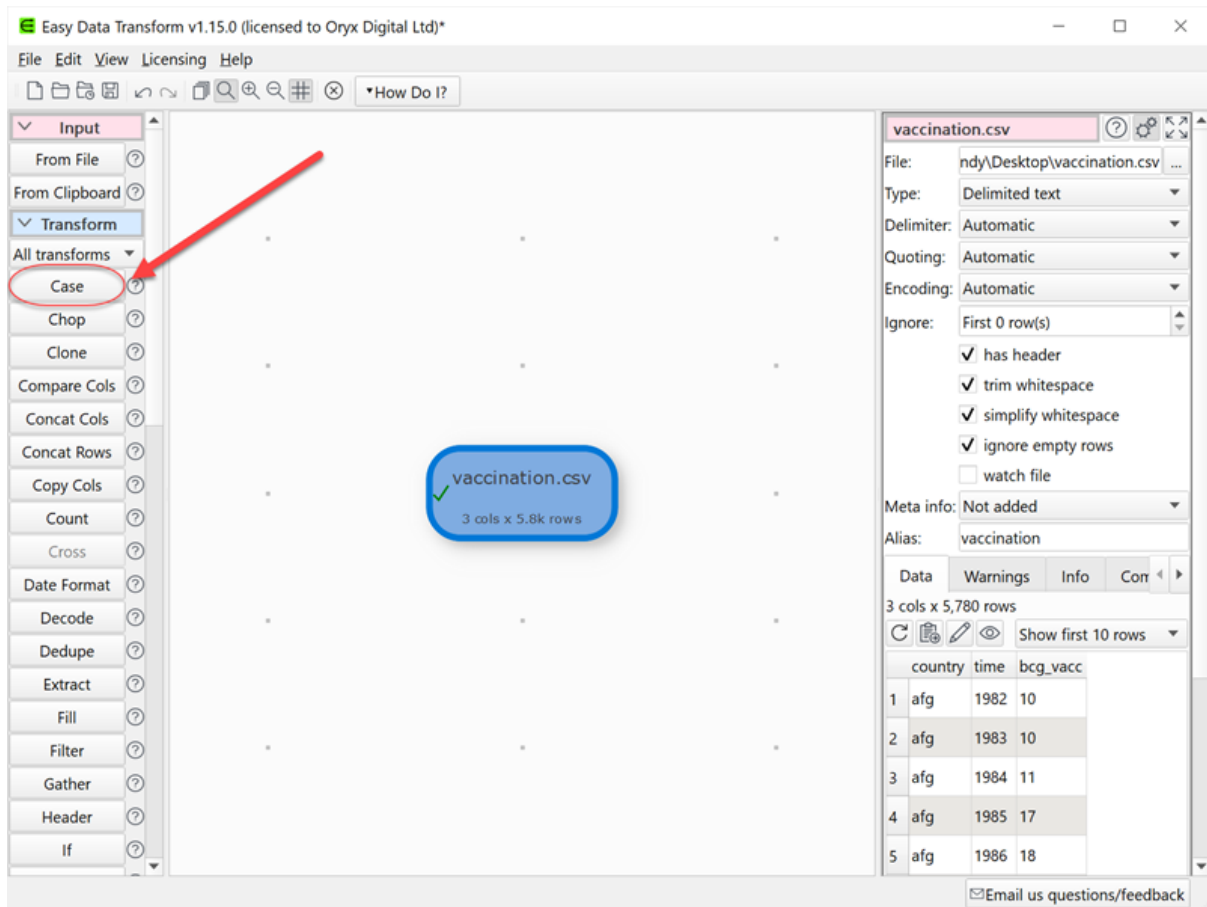 Easy Data Transform v1.15.0 (licensed to Oryx Digital Ltd)*
File Edit View Licensing Help
How Do I?
Input
From File ?
From Clipboard ?
Transform
All transforms
Case ?
Chop ?
Clone ?
Compare Cols ?
Concat Cols ?
Concat Rows ?
Copy Cols ?
Count ?
Cross ?
Date Format ?
Decode ?
Dedupe ?
Extract ?
Fill ?
Filter ?
Gather ?
Header ?
If ?
vaccination.csv
3 cols x 5.8k rows
vaccination.csv ?
File: ndy\Desktop\vaccination.csv ...
Type: Delimited text
Delimiter: Automatic
Quoting: Automatic
Encoding: Automatic
Ignore: First 0 row(s)
has header
trim whitespace
simplify whitespace
ignore empty rows
watch file
Meta info: Not added
Alias: vaccination
Data Warnings Info Com
3 cols x 5,780 rows
Show first 10 rows
country time bcg_vacc
1 afg 1982 10
2 afg 1983 10
3 afg 1984 11
4 afg 1985 17
5 afg 1986 18
Email us questions/feedback